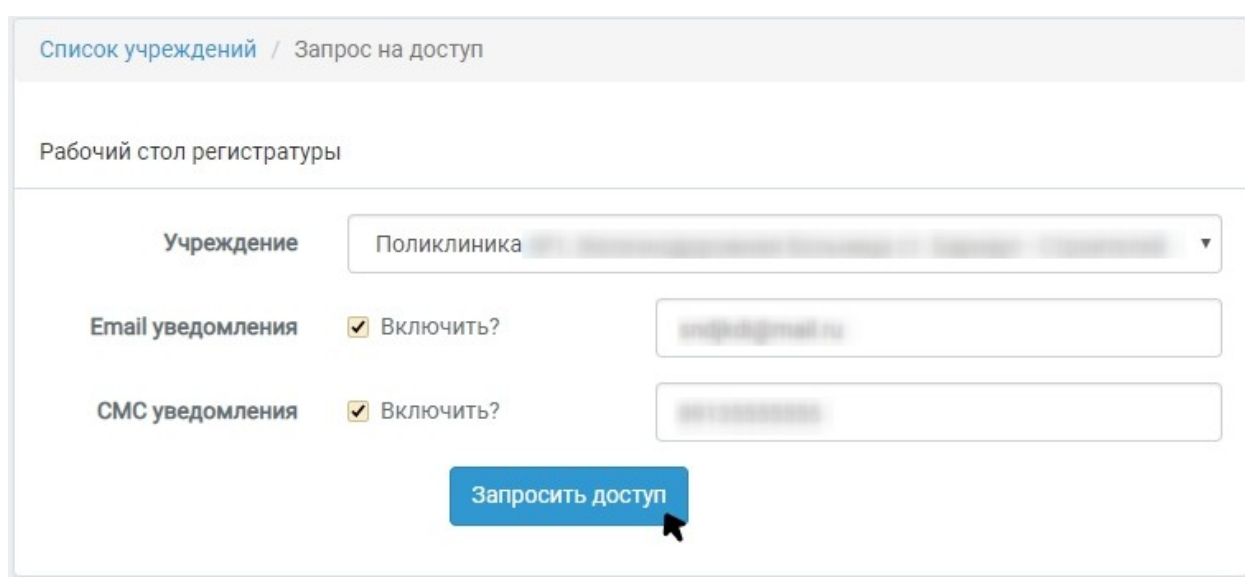 Список учреждений / Запрос на доступ
Рабочий стол регистратуры
Учреждение Поликлиника
Email уведомления Включить?
СМС уведомления Включить?
Запросить доступ